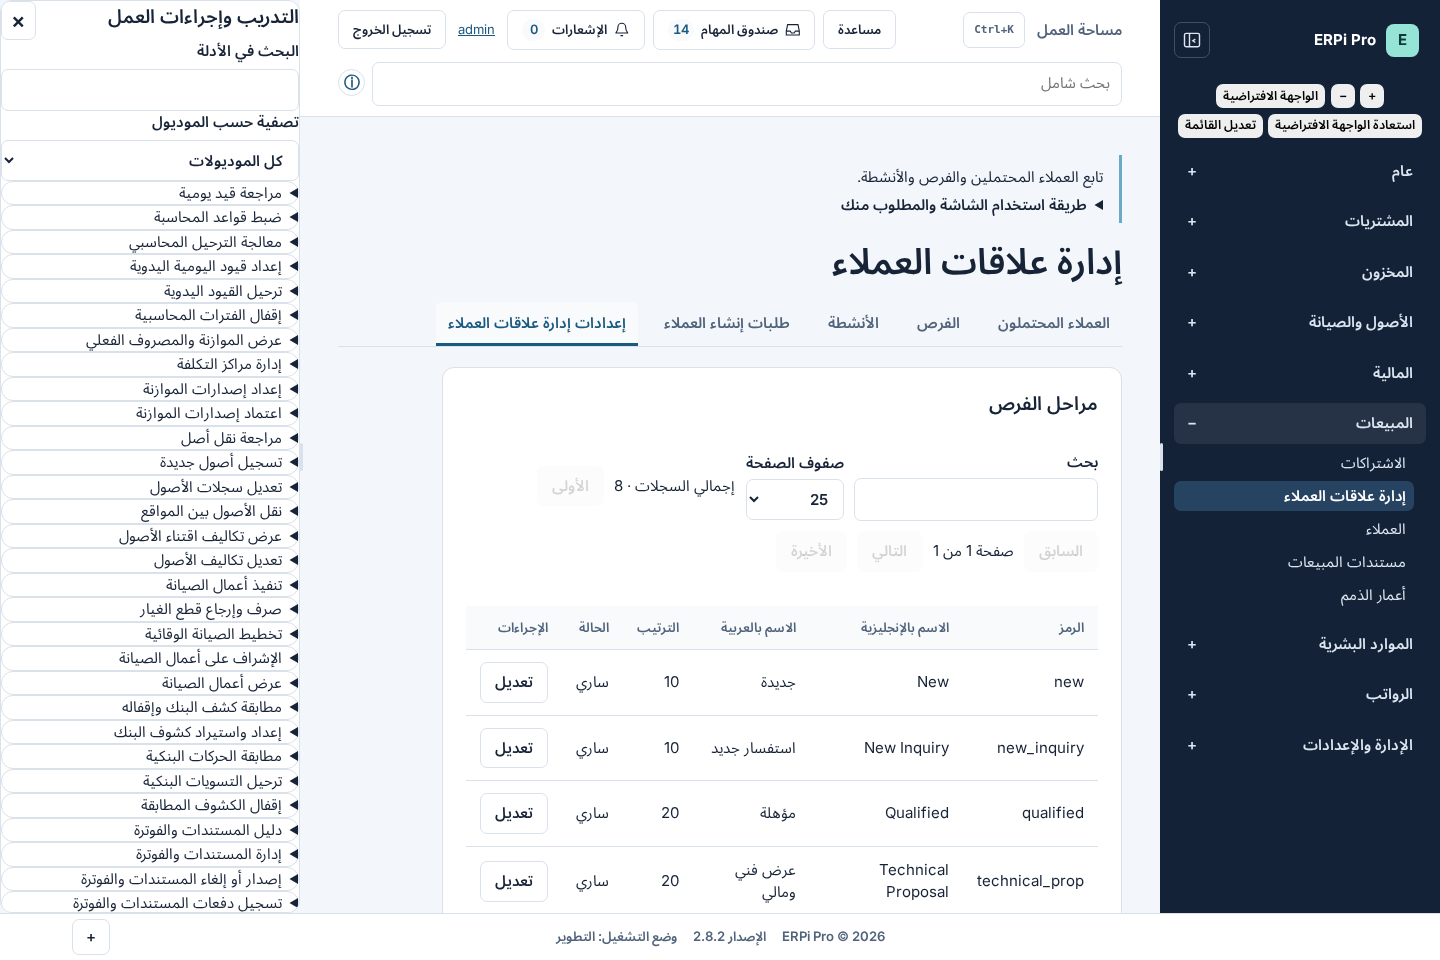 E ERPi Pro
+
−
الواجهة الافتراضية
استعادة الواجهة الافتراضية
تعديل القائمة
عام +
المشتريات +
المخزون +
الأصول والصيانة +
المالية +
المبيعات −
الاشتراكات
إدارة علاقات العملاء
العملاء
مستندات المبيعات
أعمار الذمم
الموارد البشرية +
الرواتب +
الإدارة والإعدادات +
مساحة العمل Ctrl+K
مساعدة
صندوق المهام 14
الإشعارات 0
admin
تسجيل الخروج
بحث شامل
تابع العملاء المحتملين والفرص والأنشطة.
طريقة استخدام الشاشة والمطلوب منك
إدارة علاقات العملاء
العملاء المحتملون الفرص الأنشطة طلبات إنشاء العملاء إعدادات إدارة علاقات العملاء
مراحل الفرص
بحث
صفوف الصفحة
25
إجمالي السجلات · 8
الأولى
السابق
صفحة 1 من 1
التالي
الأخيرة
الرمز الاسم بالإنجليزية الاسم بالعربية الترتيب الحالة الإجراءات
new New جديدة 10 ساري تعديل
new_inquiry New Inquiry استفسار جديد 10 ساري تعديل
qualified Qualified مؤهلة 20 ساري تعديل
technical_prop Technical Proposal عرض فني ومالي 20 ساري تعديل
التدريب وإجراءات العمل ×
البحث في الأدلة
تصفية حسب الموديول
كل الموديولات
مراجعة قيد يومية
ضبط قواعد المحاسبة
معالجة الترحيل المحاسبي
إعداد قيود اليومية اليدوية
ترحيل القيود اليدوية
إقفال الفترات المحاسبية
عرض الموازنة والمصروف الفعلي
إدارة مراكز التكلفة
إعداد إصدارات الموازنة
اعتماد إصدارات الموازنة
مراجعة نقل أصل
تسجيل أصول جديدة
تعديل سجلات الأصول
نقل الأصول بين المواقع
عرض تكاليف اقتناء الأصول
تعديل تكاليف الأصول
تنفيذ أعمال الصيانة
صرف وإرجاع قطع الغيار
تخطيط الصيانة الوقائية
الإشراف على أعمال الصيانة
عرض أعمال الصيانة
مطابقة كشف البنك وإقفاله
إعداد واستيراد كشوف البنك
مطابقة الحركات البنكية
ترحيل التسويات البنكية
إقفال الكشوف المطابقة
دليل المستندات والفوترة
إدارة المستندات والفوترة
إصدار أو إلغاء المستندات والفوترة
تسجيل دفعات المستندات والفوترة
ERPi Pro © 2026 الإصدار 2.8.2 وضع التشغيل: التطوير
+